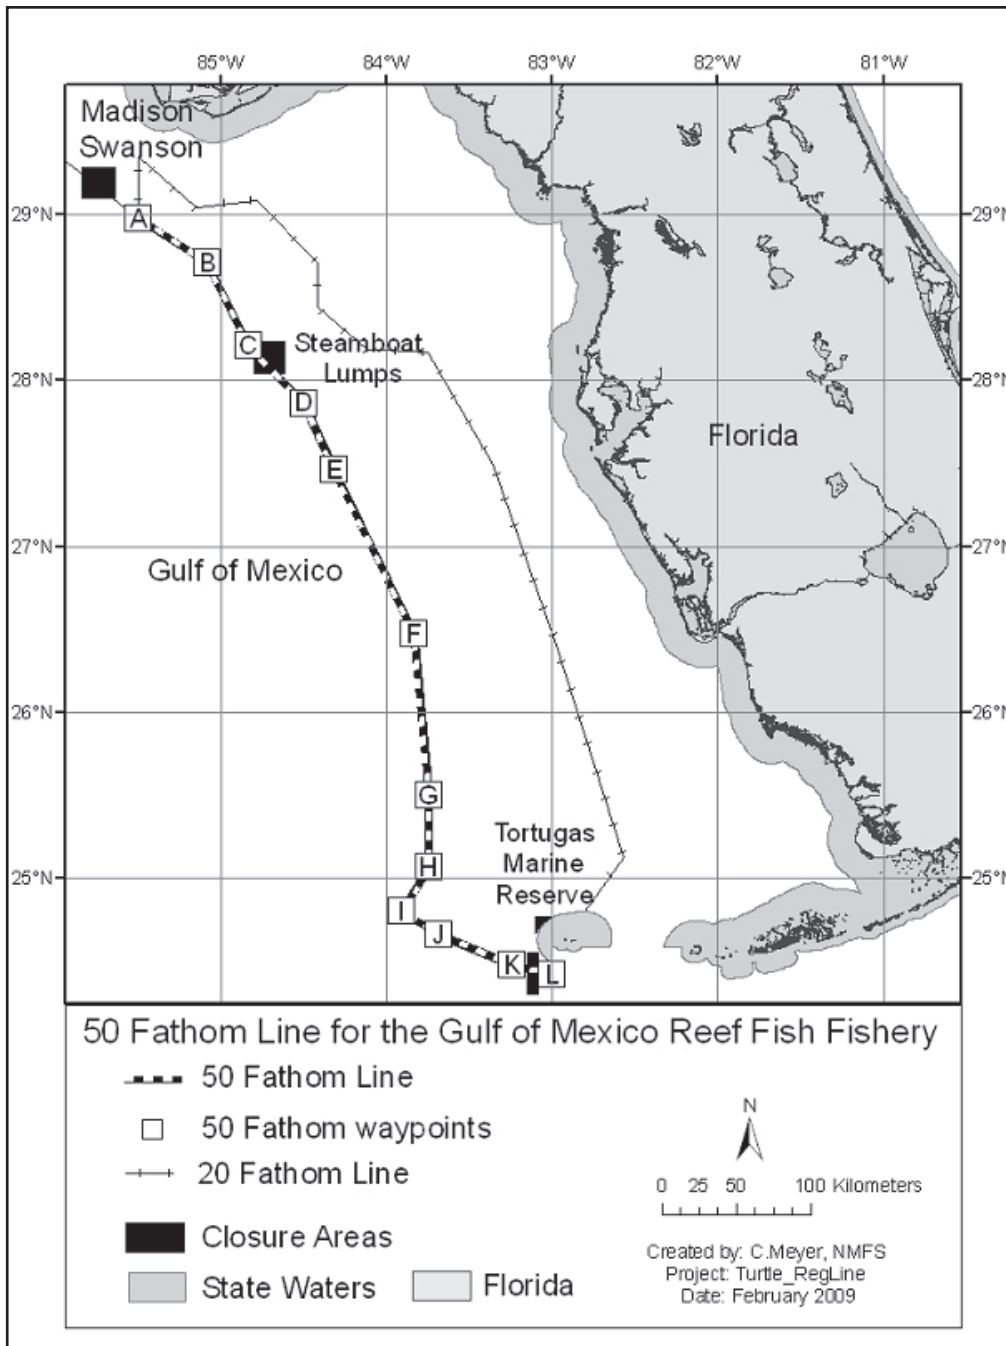 85°W 84°W 83°W 82°W 81°W
Madison
Swanson
29°N 29°N
A
B
C
Steamboat
Lumps
28°N 28°N
D
Florida
E
27°N 27°N
Gulf of Mexico
F
26°N 26°N
G
Tortugas
Marine
Reserve
H
25°N 25°N
I
J
K
L
50 Fathom Line for the Gulf of Mexico Reef Fish Fishery
50 Fathom Line
50 Fathom waypoints
20 Fathom Line
Closure Areas
State Waters Florida
N
0 25 50 100 Kilometers
Created by: C.Meyer, NMFS
Project: Turtle_RegLine
Date: February 2009